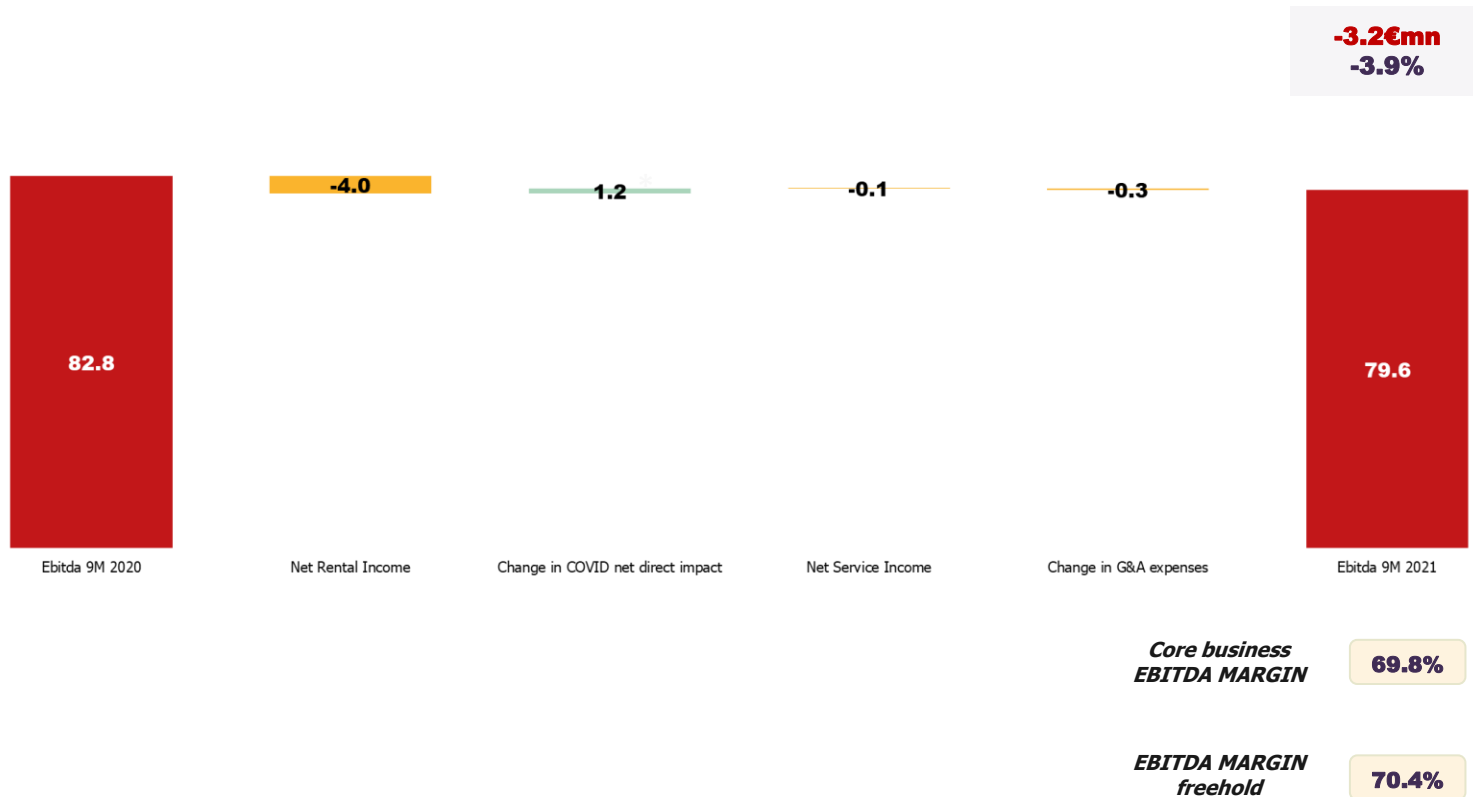 -3.2€mn
-3.9%
-4.0
1.2
*
-0.1
-0.3
82.8
79.6
Ebitda 9M 2020
Net Rental Income
Change in COVID net direct impact
Net Service Income
Change in G&A expenses
Ebitda 9M 2021
Core business
EBITDA MARGIN
69.8%
EBITDA MARGIN
freehold
70.4%